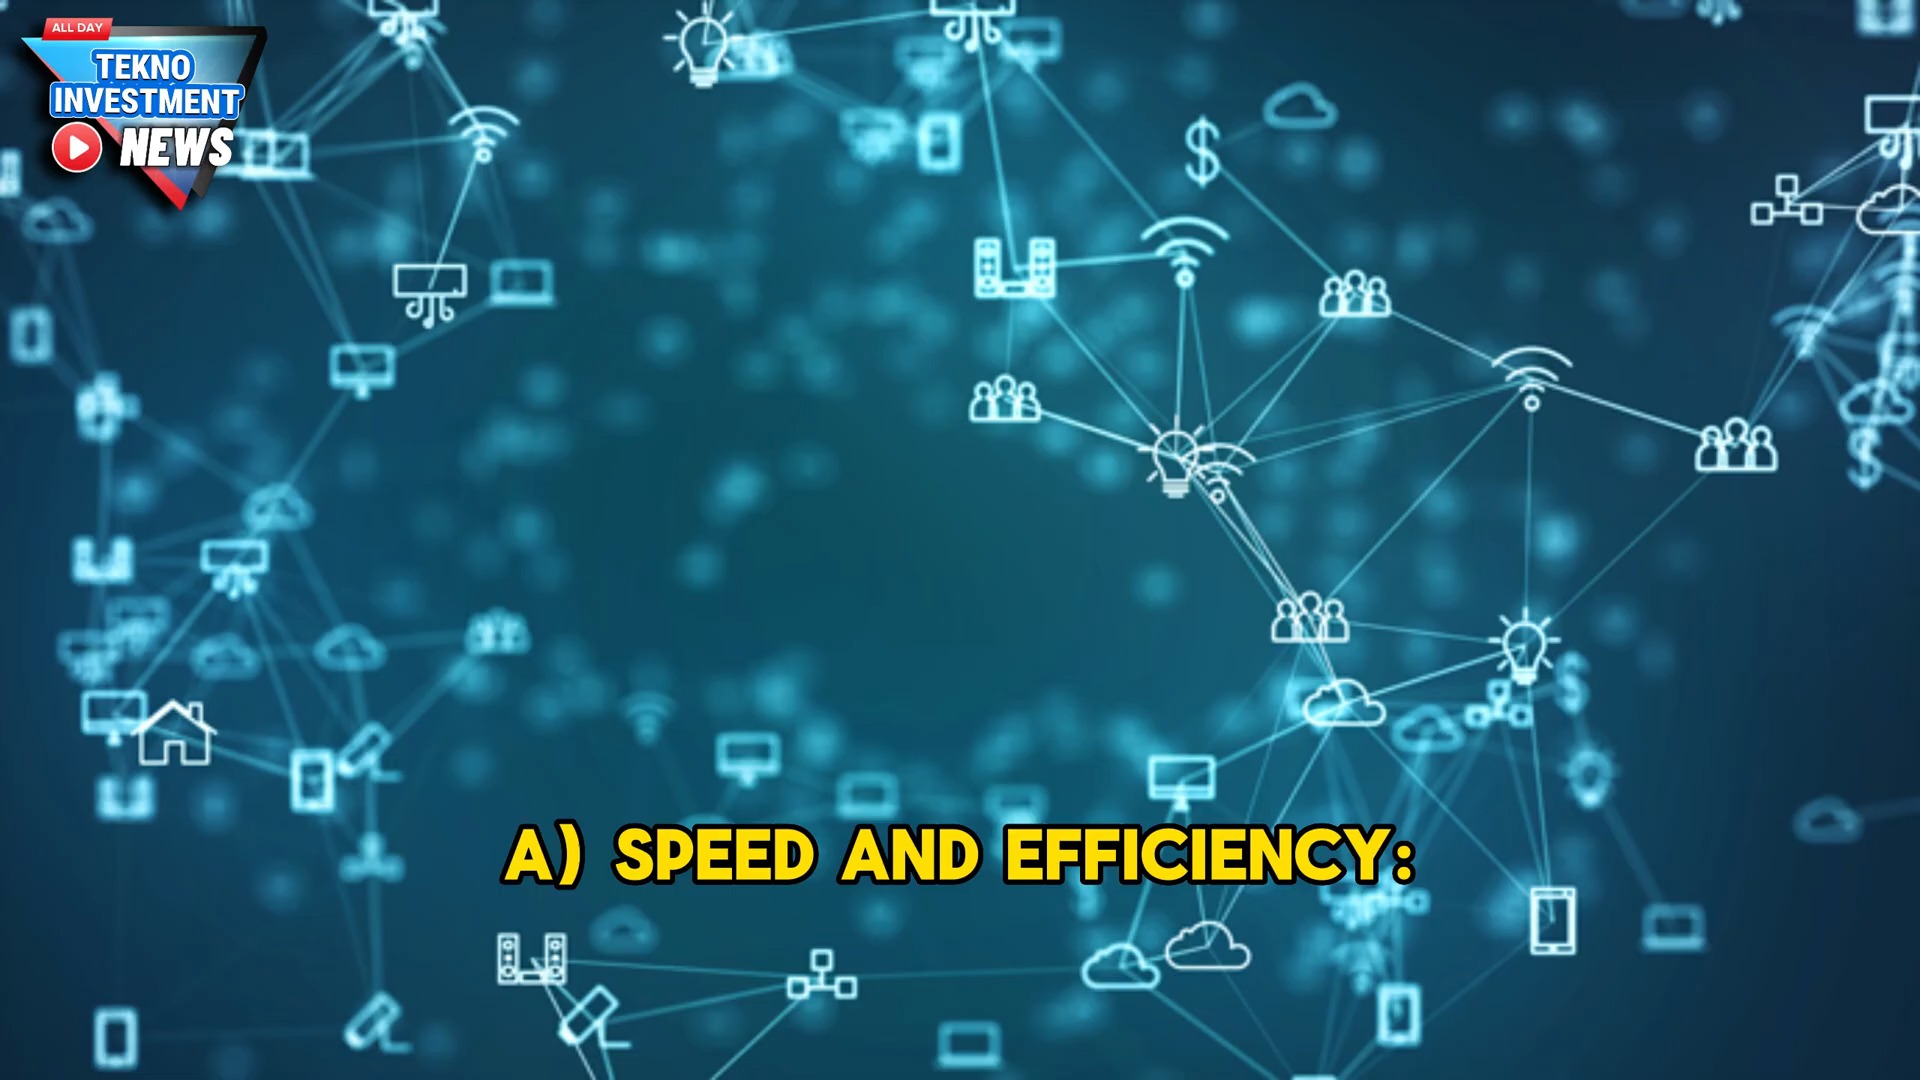 ALL DAY
TEKNO
INVESTMENT
NEWS
A) SPEED AND EFFICIENCY: